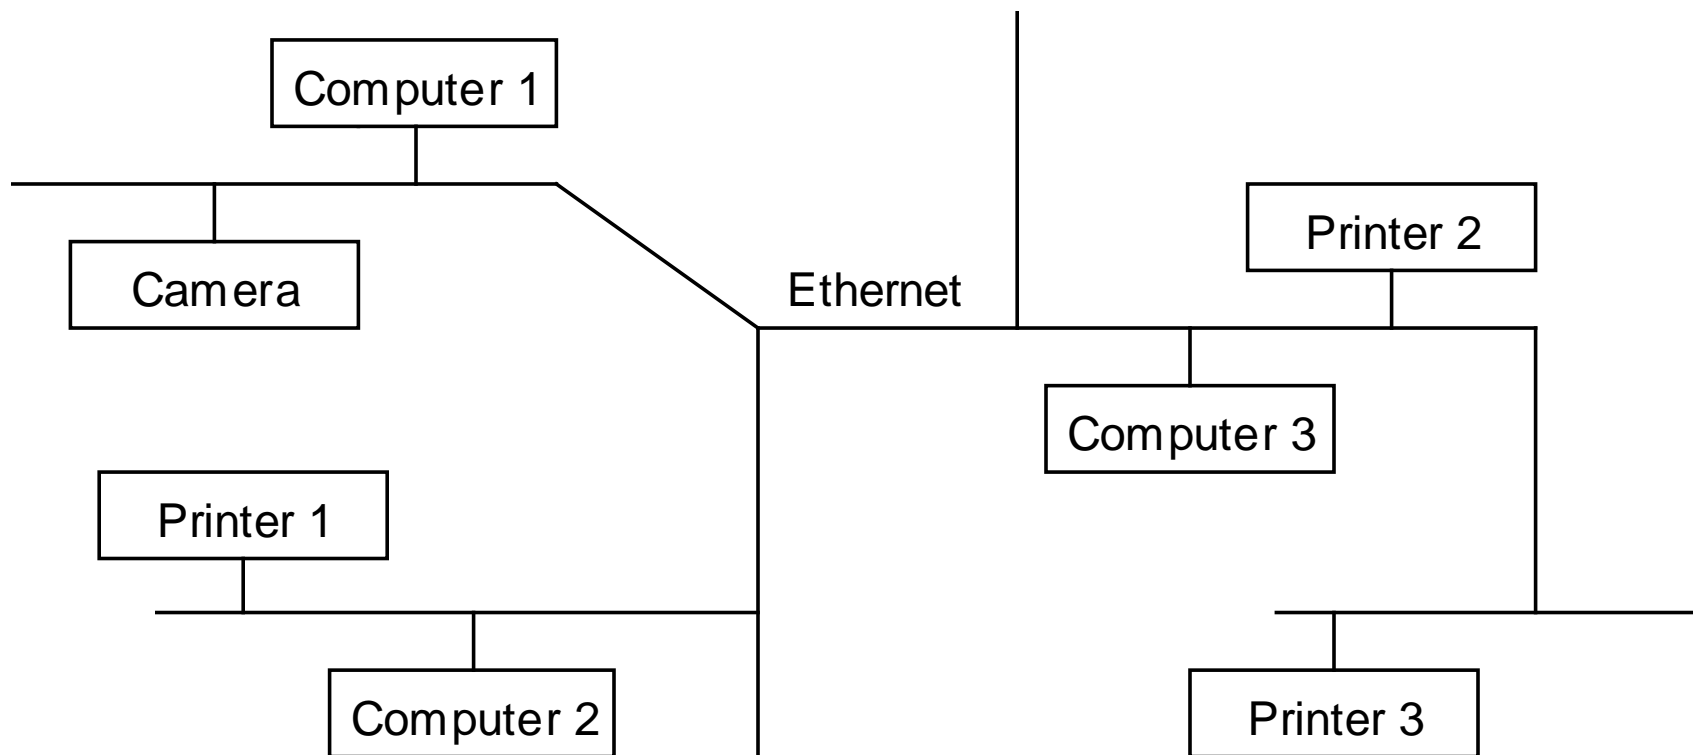 Computer 1
Printer 2
Camera
Ethernet
Computer 3
Printer 1
Computer 2
Printer 3